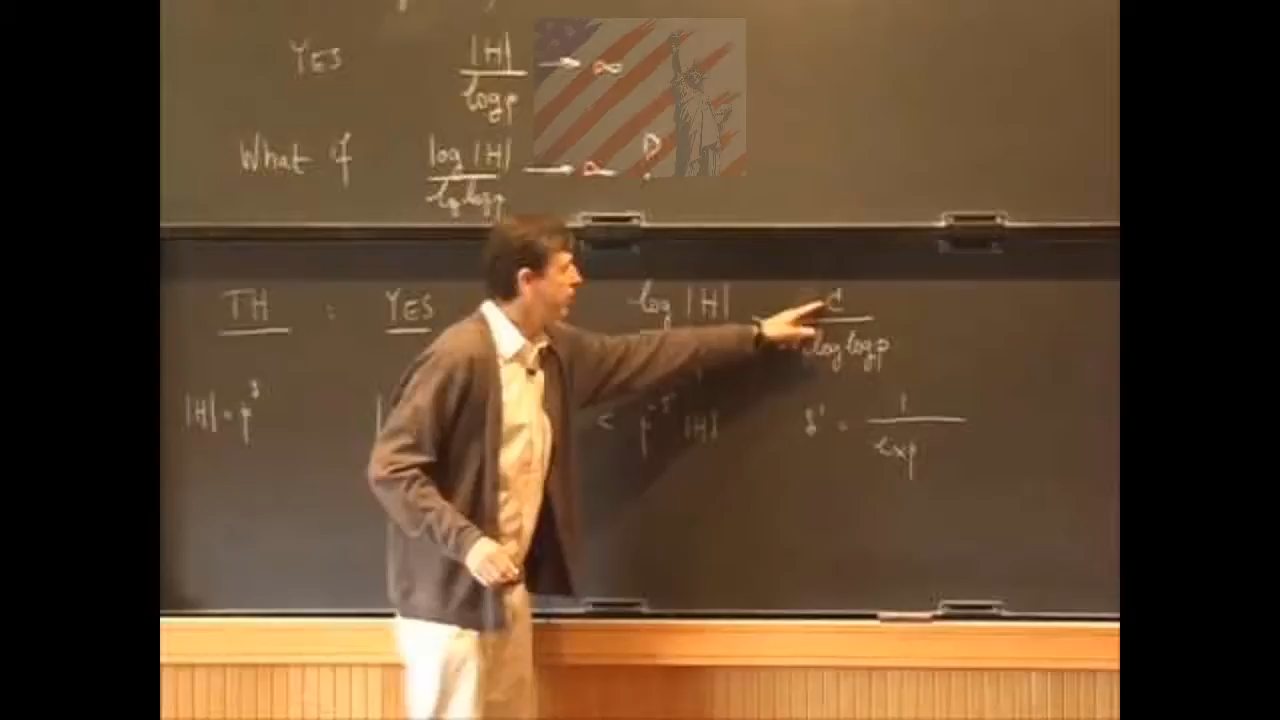 YES |H| / log p → ∞
What if log |H| / log log p → ∞ ?
TH : YES log |H| C / log log p
|H| = p^δ | < p^-δ' |H| δ' = 1 / exp